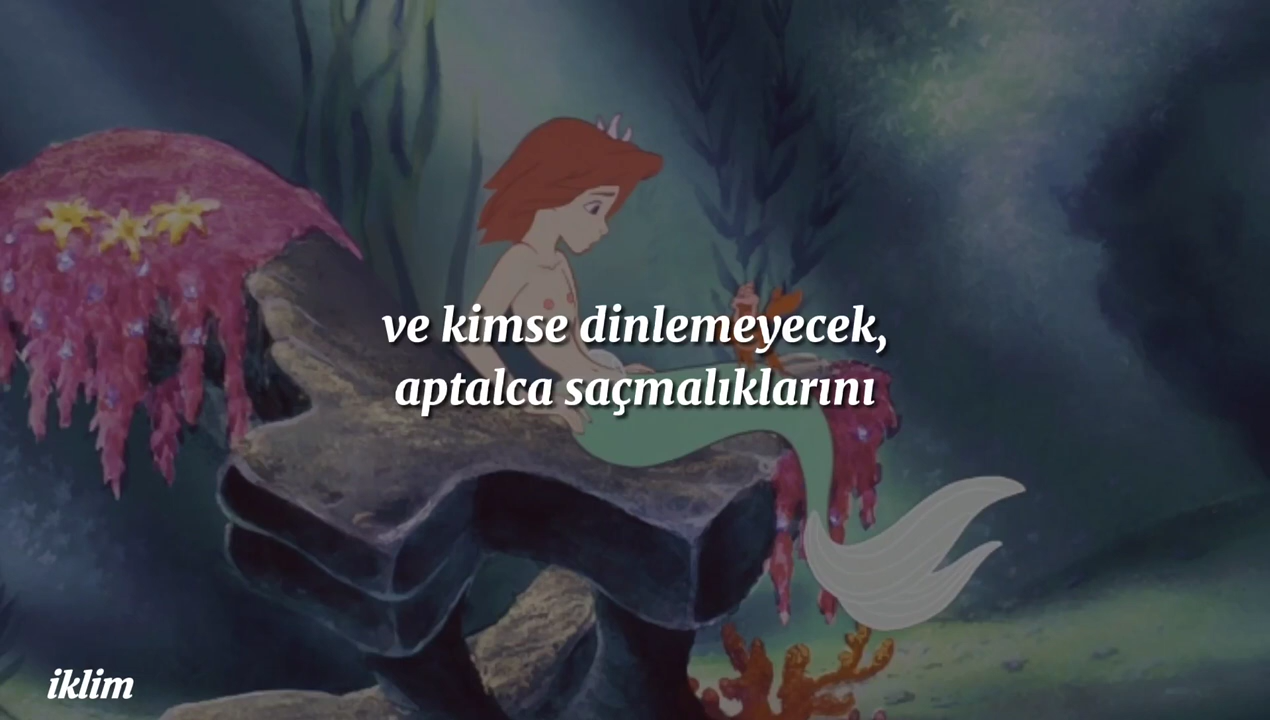 ve kimse dinlemeyecek,
aptalca saçmalıklarını
iklim